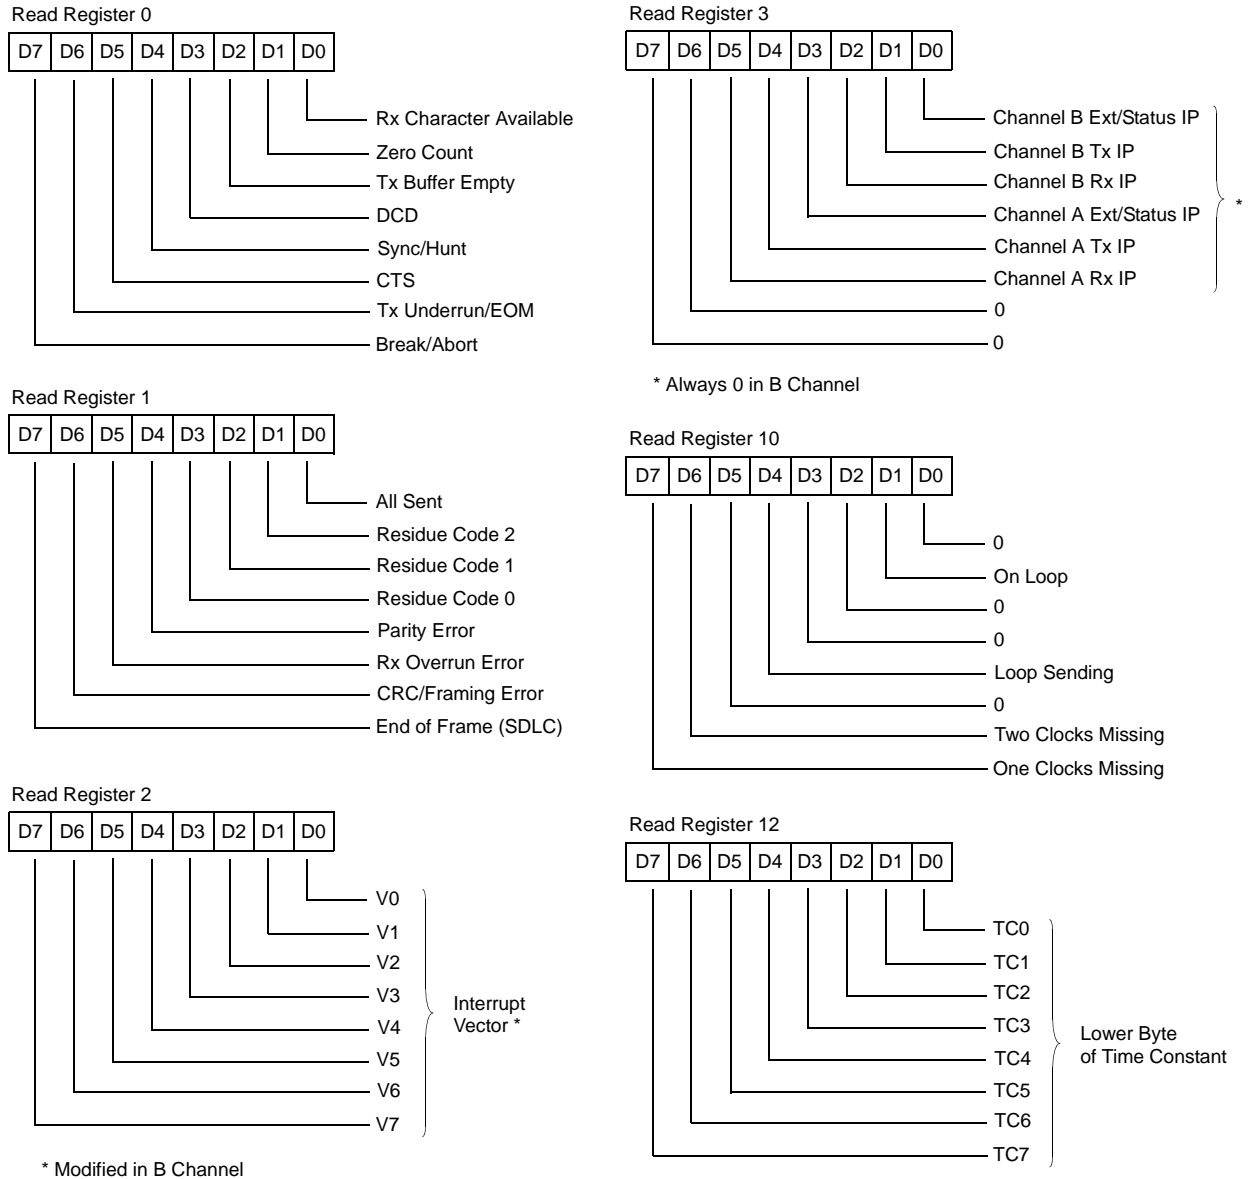 Read Register 0
D7 D6 D5 D4 D3 D2 D1 D0
Rx Character Available
Zero Count
Tx Buffer Empty
DCD
Sync/Hunt
CTS
Tx Underrun/EOM
Break/Abort
Read Register 1
D7 D6 D5 D4 D3 D2 D1 D0
All Sent
Residue Code 2
Residue Code 1
Residue Code 0
Parity Error
Rx Overrun Error
CRC/Framing Error
End of Frame (SDLC)
Read Register 2
D7 D6 D5 D4 D3 D2 D1 D0
V0
V1
V2
V3
V4
V5
V6
V7
Interrupt
Vector *
* Modified in B Channel
Read Register 3
D7 D6 D5 D4 D3 D2 D1 D0
Channel B Ext/Status IP
Channel B Tx IP
Channel B Rx IP
Channel A Ext/Status IP
Channel A Tx IP
Channel A Rx IP
0
0
*
* Always 0 in B Channel
Read Register 10
D7 D6 D5 D4 D3 D2 D1 D0
0
On Loop
0
0
Loop Sending
0
Two Clocks Missing
One Clocks Missing
Read Register 12
D7 D6 D5 D4 D3 D2 D1 D0
TC0
TC1
TC2
TC3
TC4
TC5
TC6
TC7
Lower Byte
of Time Constant